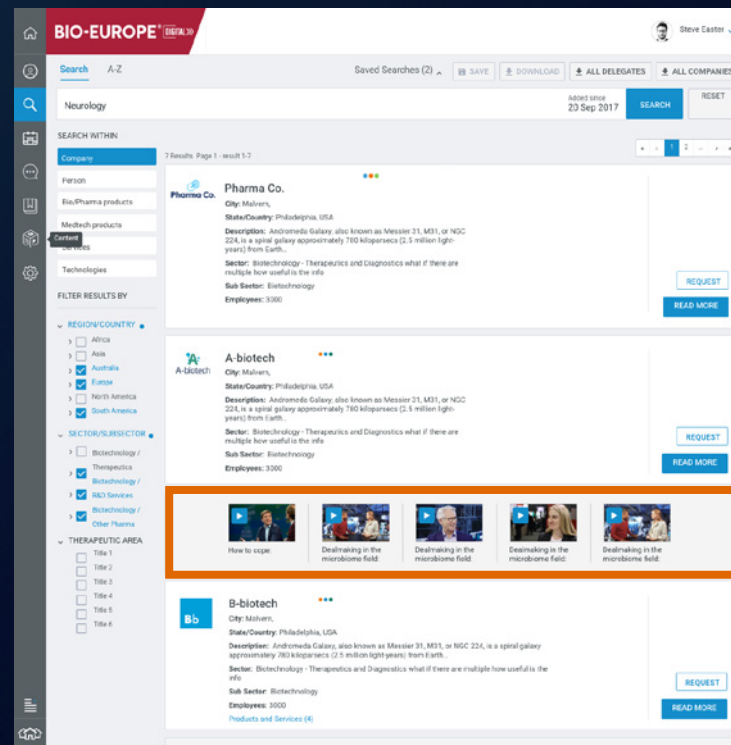 BIO-EUROPE® DIGITAL
Steve Easter
Search A-Z
Saved Searches (2)
SAVE
DOWNLOAD
ALL DELEGATES
ALL COMPANIES
Neurology
Added since
20 Sep 2017
SEARCH
RESET
SEARCH WITHIN
Company
Person
Bio/Pharma products
Medtech products
Content
Services
Technologies
FILTER RESULTS BY
REGION/COUNTRY
Africa
Asia
Australia
Europe
North America
South America
SECTOR/SUBSECTOR
Biotechnology /
Therapeutics
Biotechnology /
R&D Services
Biotechnology /
Other Pharma
THERAPEUTIC AREA
Title 1
Title 2
Title 3
Title 4
Title 5
Title 6
7 Results Page 1 - result 1-7
1 2
Pharma Co.
Pharma Co.
City: Malvern,
State/Country: Philadelphia, USA
Description: Andromeda Galaxy, also known as Messier 31, M31, or NGC
224, is a spiral galaxy approximately 780 kiloparsecs (2.5 million light-
years) from Earth..
Sector: Biotechnology - Therapeutics and Diagnostics what if there are
multiple how useful is the info
Sub Sector: Biotechnology
Employees: 3000
REQUEST
READ MORE
A-biotech
A-biotech
City: Malvern,
State/Country: Philadelphia, USA
Description: Andromeda Galaxy, also known as Messier 31, M31, or NGC
224, is a spiral galaxy approximately 780 kiloparsecs (2.5 million light-
years) from Earth..
Sector: Biotechnology - Therapeutics and Diagnostics what if there are
multiple how useful is the info
Sub Sector: Biotechnology
Employees: 3000
REQUEST
READ MORE
How to cope:
Dealmaking in the
microbiome field:
Dealmaking in the
microbiome field:
Dealmaking in the
microbiome field:
Dealmaking in the
microbiome field:
Bb
B-biotech
City: Malvern,
State/Country: Philadelphia, USA
Description: Andromeda Galaxy, also known as Messier 31, M31, or NGC 224, is a spiral galaxy
approximately 780 kiloparsecs (2.5 million light-years) from Earth..
Sector: Biotechnology - Therapeutics and Diagnostics what if there are multiple how useful is the
info
Sub Sector: Biotechnology
Employees: 3000
Products and Services (4)
REQUEST
READ MORE